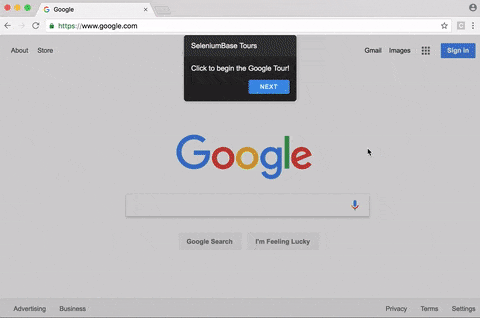 Google
https://www.google.com
About Store
Gmail Images
Sign in
SeleniumBase Tours
Click to begin the Google Tour!
NEXT
Google
Google Search I'm Feeling Lucky
Advertising Business
Privacy Terms Settings